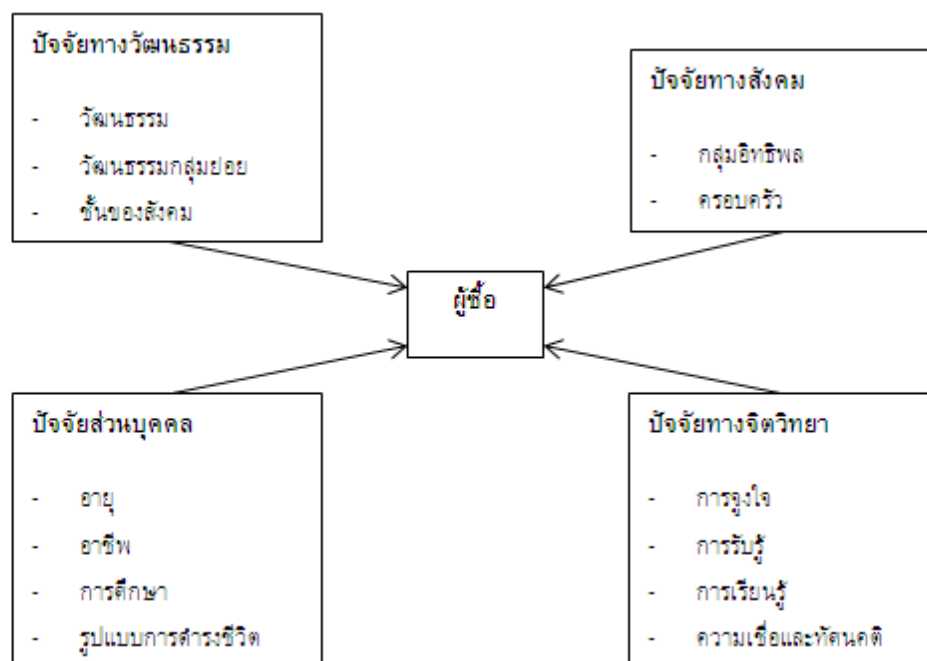 ปัจจัยทางวัฒนธรรม
- วัฒนธรรม
- วัฒนธรรมกลุ่มย่อย
- ชั้นของสังคม
ปัจจัยทางสังคม
- กลุ่มอิทธิพล
- ครอบครัว
ผู้ซื้อ
ปัจจัยส่วนบุคคล
- อายุ
- อาชีพ
- การศึกษา
- รูปแบบการดำรงชีวิต
ปัจจัยทางจิตวิทยา
- การจูงใจ
- การรับรู้
- การเรียนรู้
- ความเชื่อและทัศนคติ